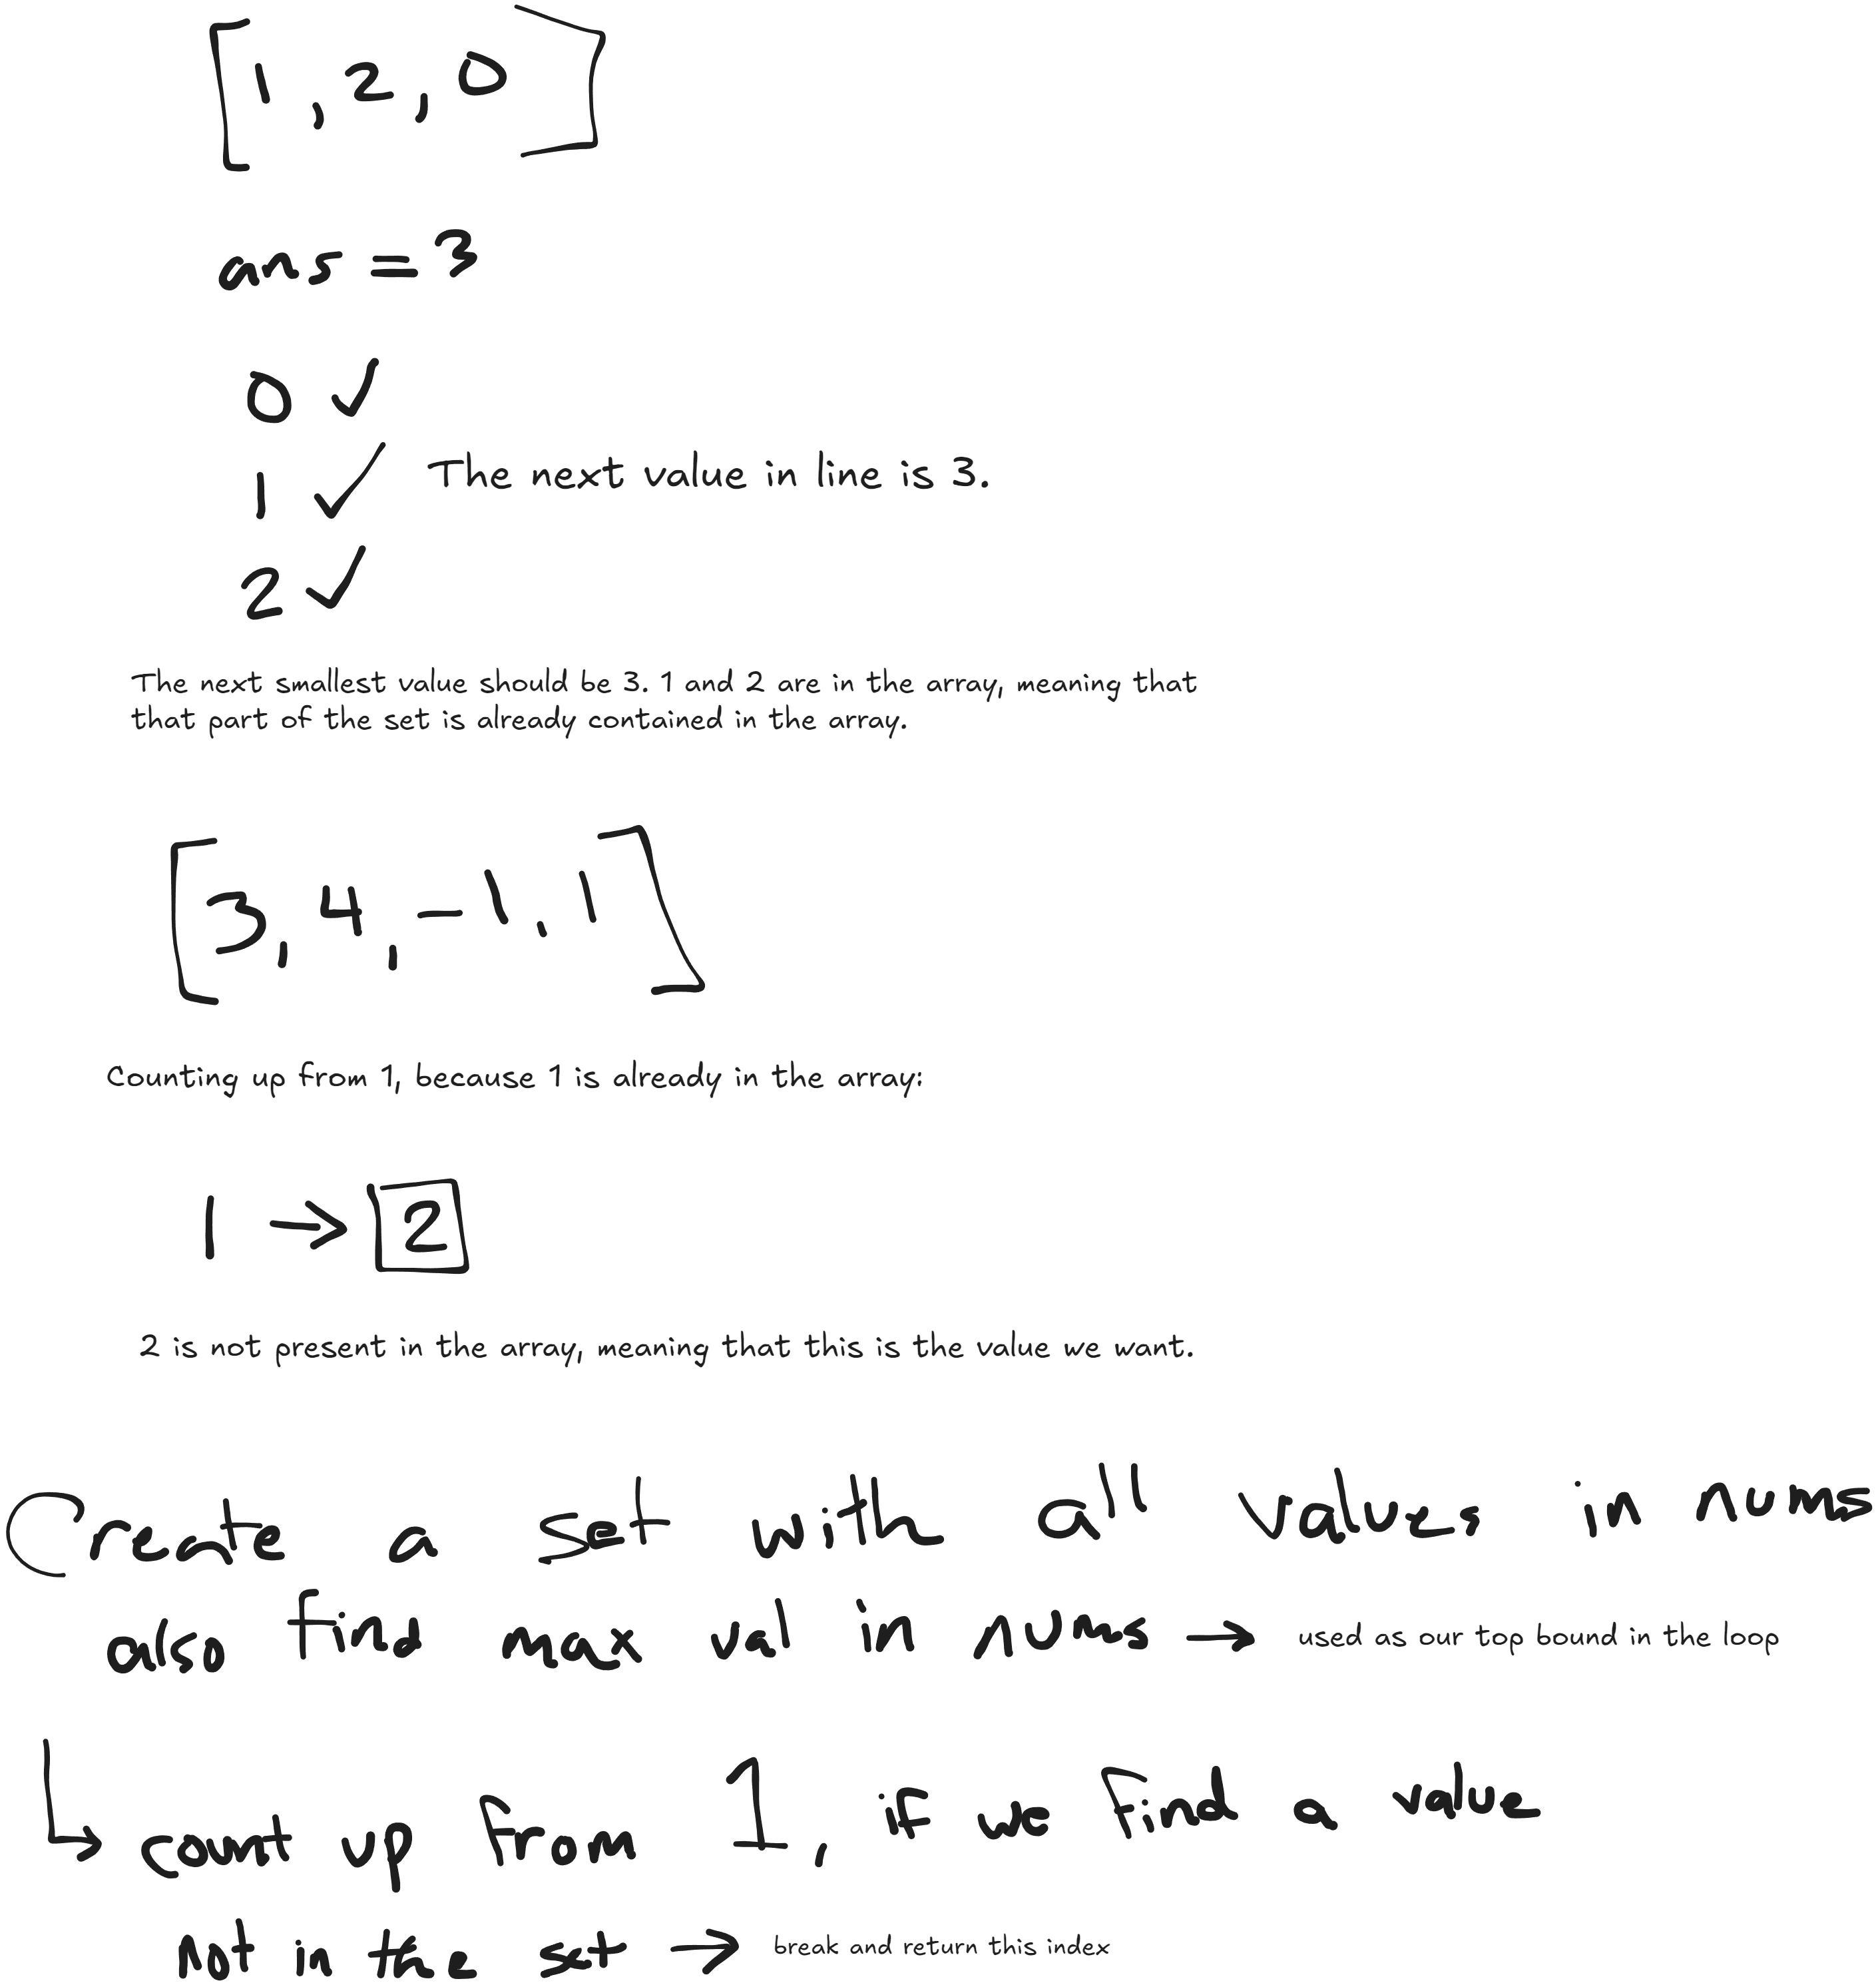 [1, 2, 0]
ans = 3
0 ✓
1 ✓ The next value in line is 3.
2 ✓
The next smallest value should be 3. 1 and 2 are in the array, meaning that
that part of the set is already contained in the array.
[3, 4, -1, 1]
Counting up from 1, because 1 is already in the array:
1 → 2
2 is not present in the array, meaning that this is the value we want.
Create a set with all values in nums
also find max val in nums → used as our top bound in the loop
↳ count up from 1, if we find a value
not in the set → break and return this index